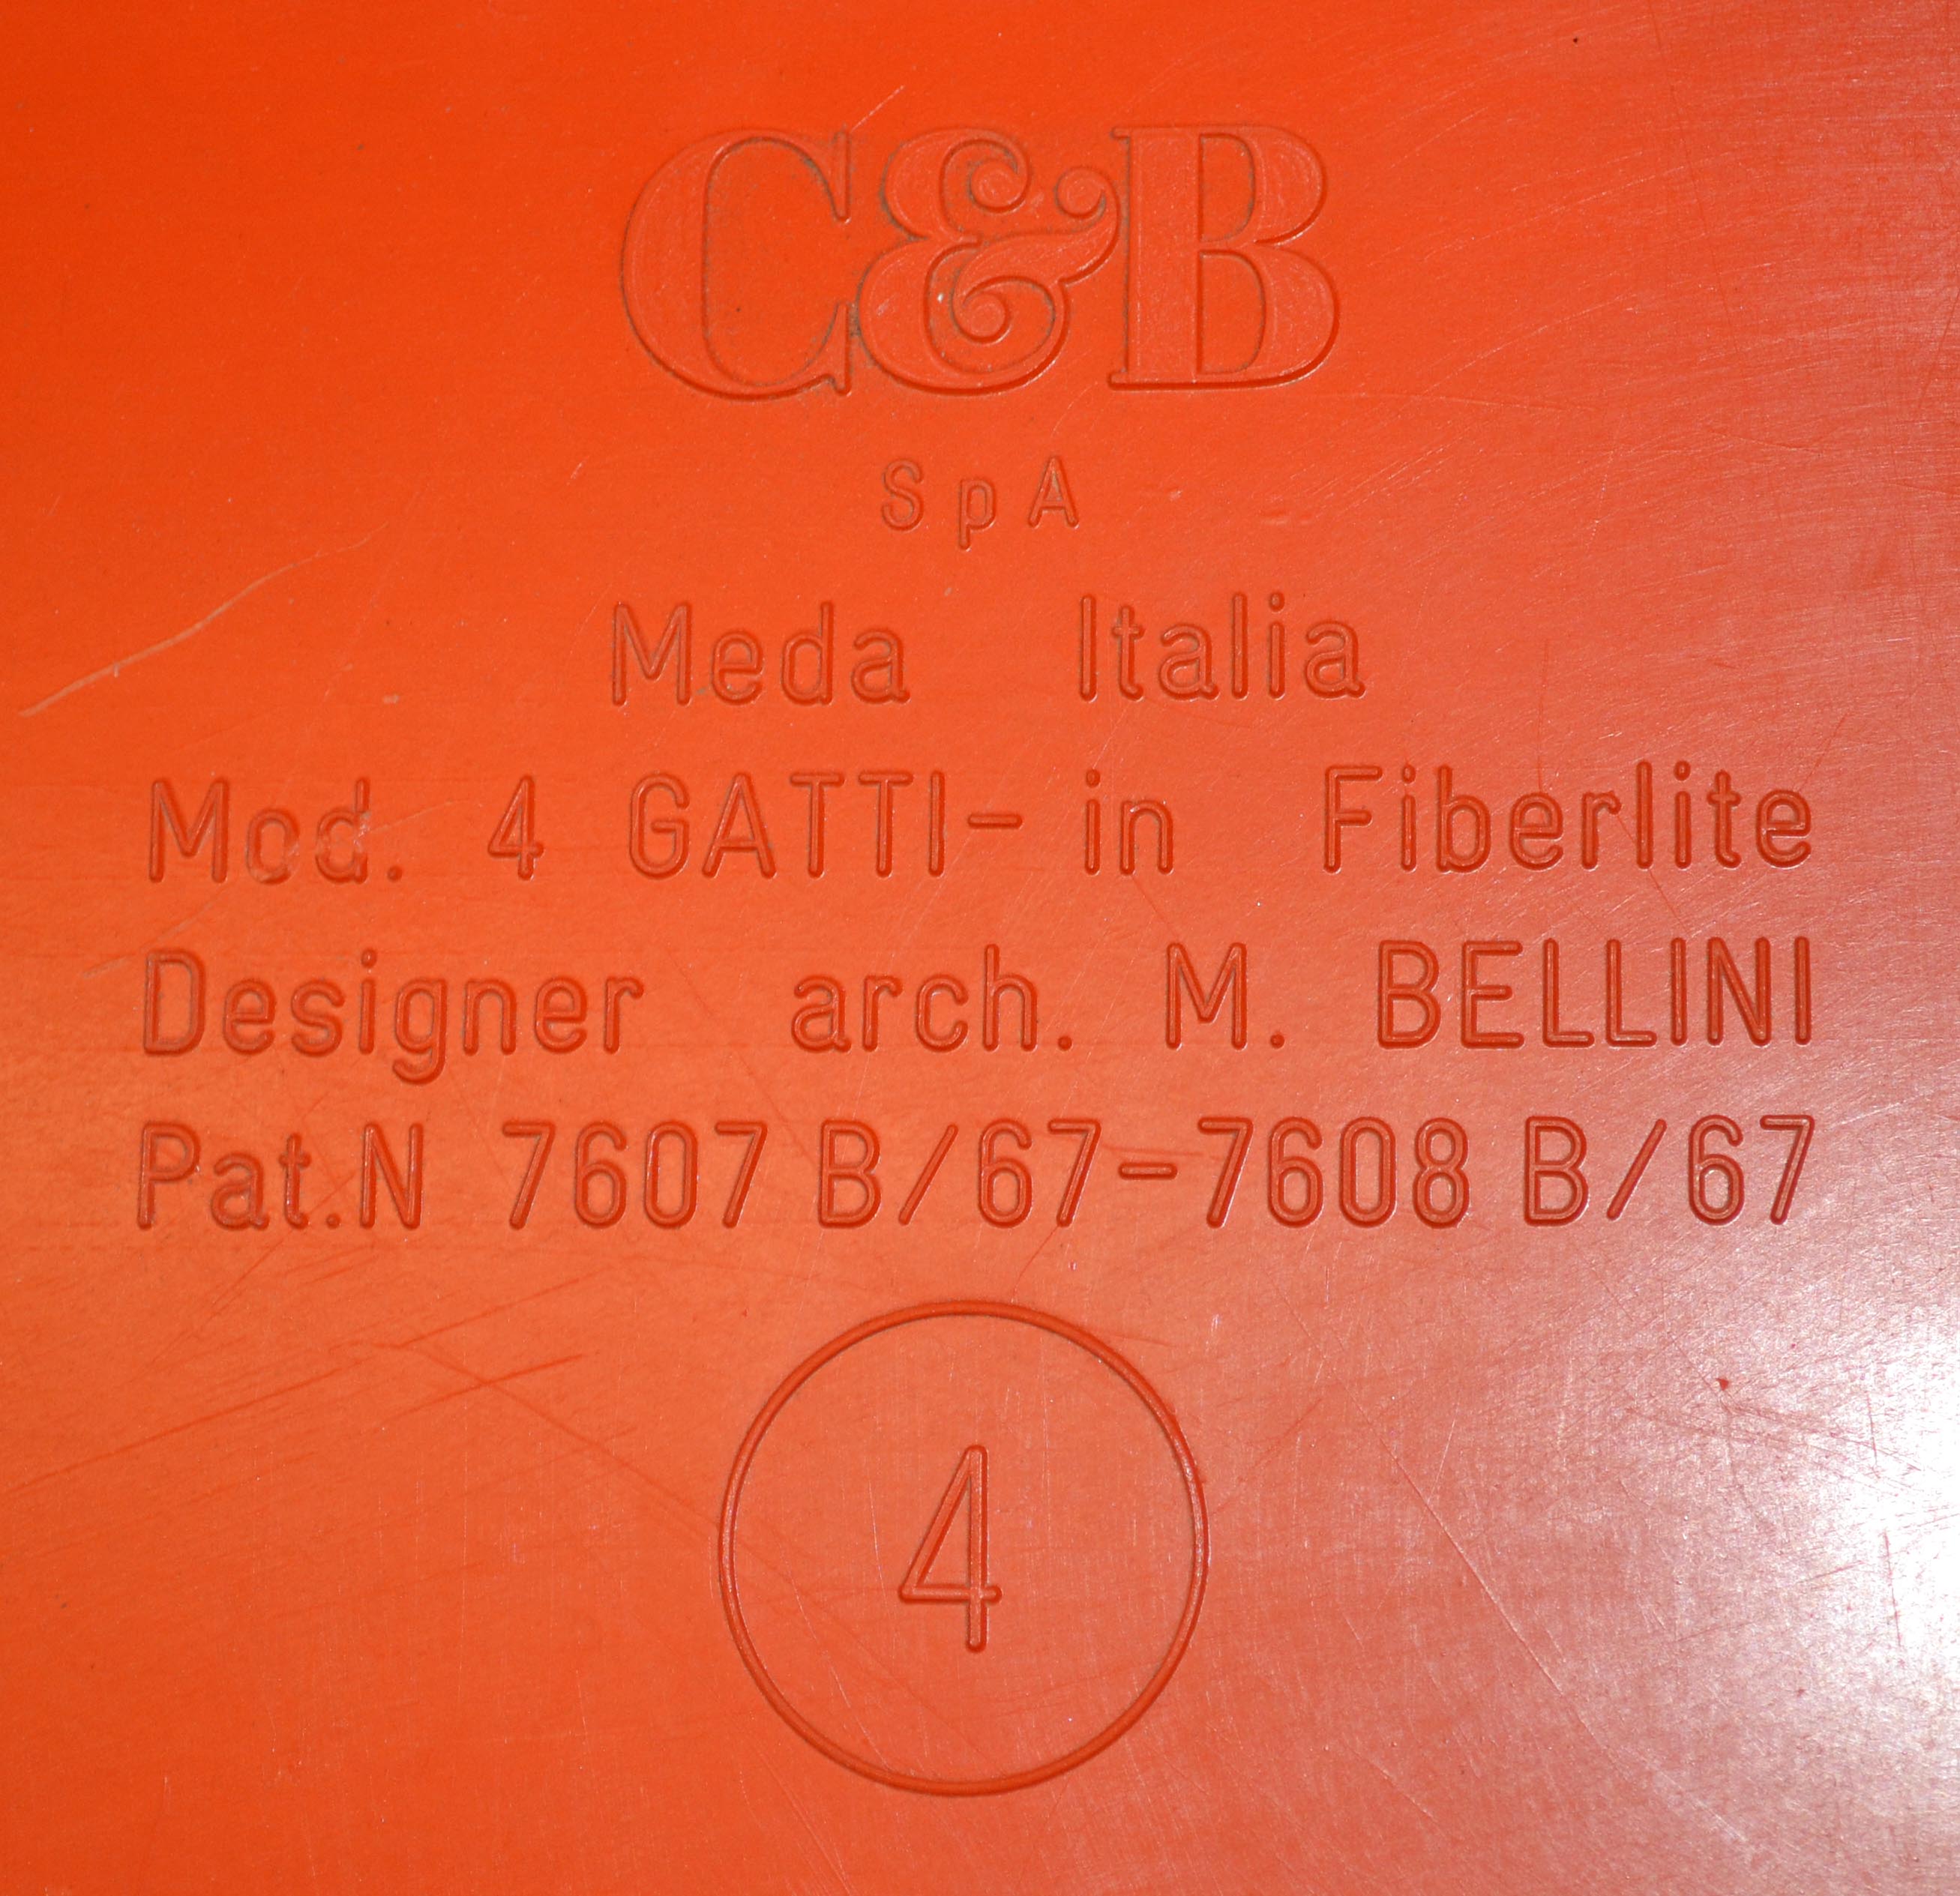 C&B
SpA
Meda Italia
Mod. 4 GATTI- in Fiberlite
Designer arch. M. BELLINI
Pat.N 7607 B/67-7608 B/67
4